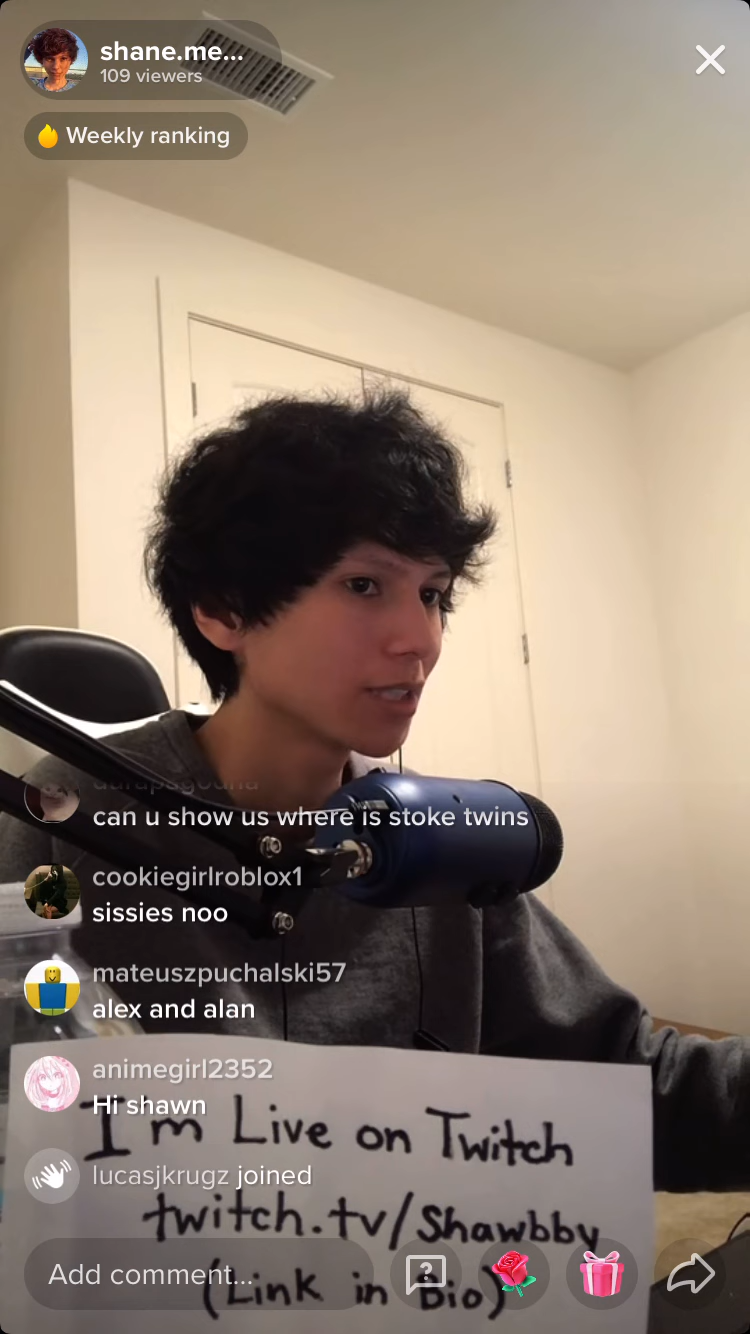 shane.me...
109 viewers
Weekly ranking
can u show us where is stoke twins
cookiegirlroblox1
sissies noo
mateuszpuchalski57
alex and alan
animegirl2352
Hi shawn
I'm Live on Twitch
lucasjkrugz joined
twitch.tv/Shawbby
Add comment...
(Link in Bio)